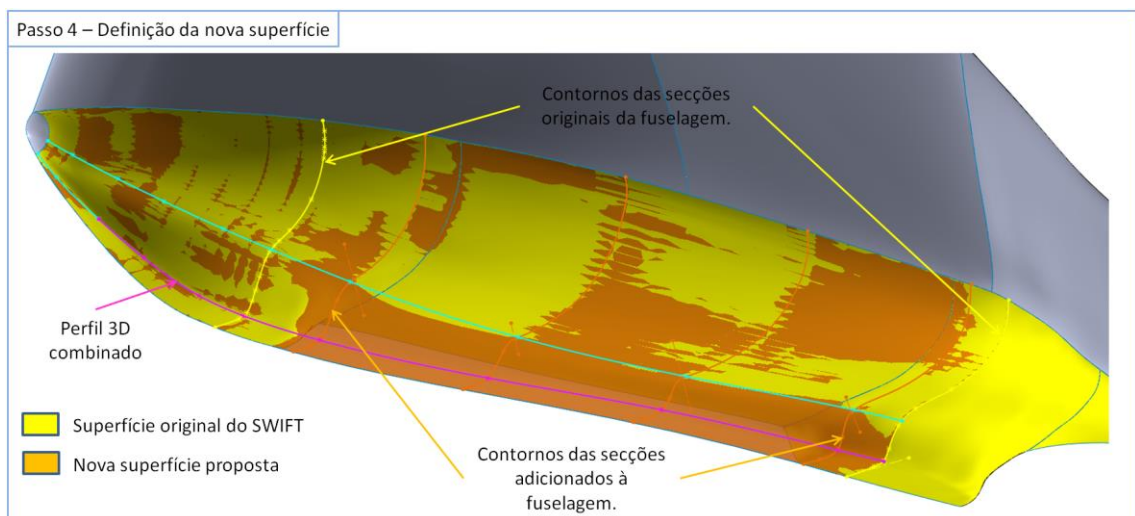 Passo 4 – Definição da nova superfície
Contornos das secções
originais da fuselagem.
Perfil 3D
combinado
Superfície original do SWIFT
Nova superfície proposta
Contornos das secções
adicionados à
fuselagem.